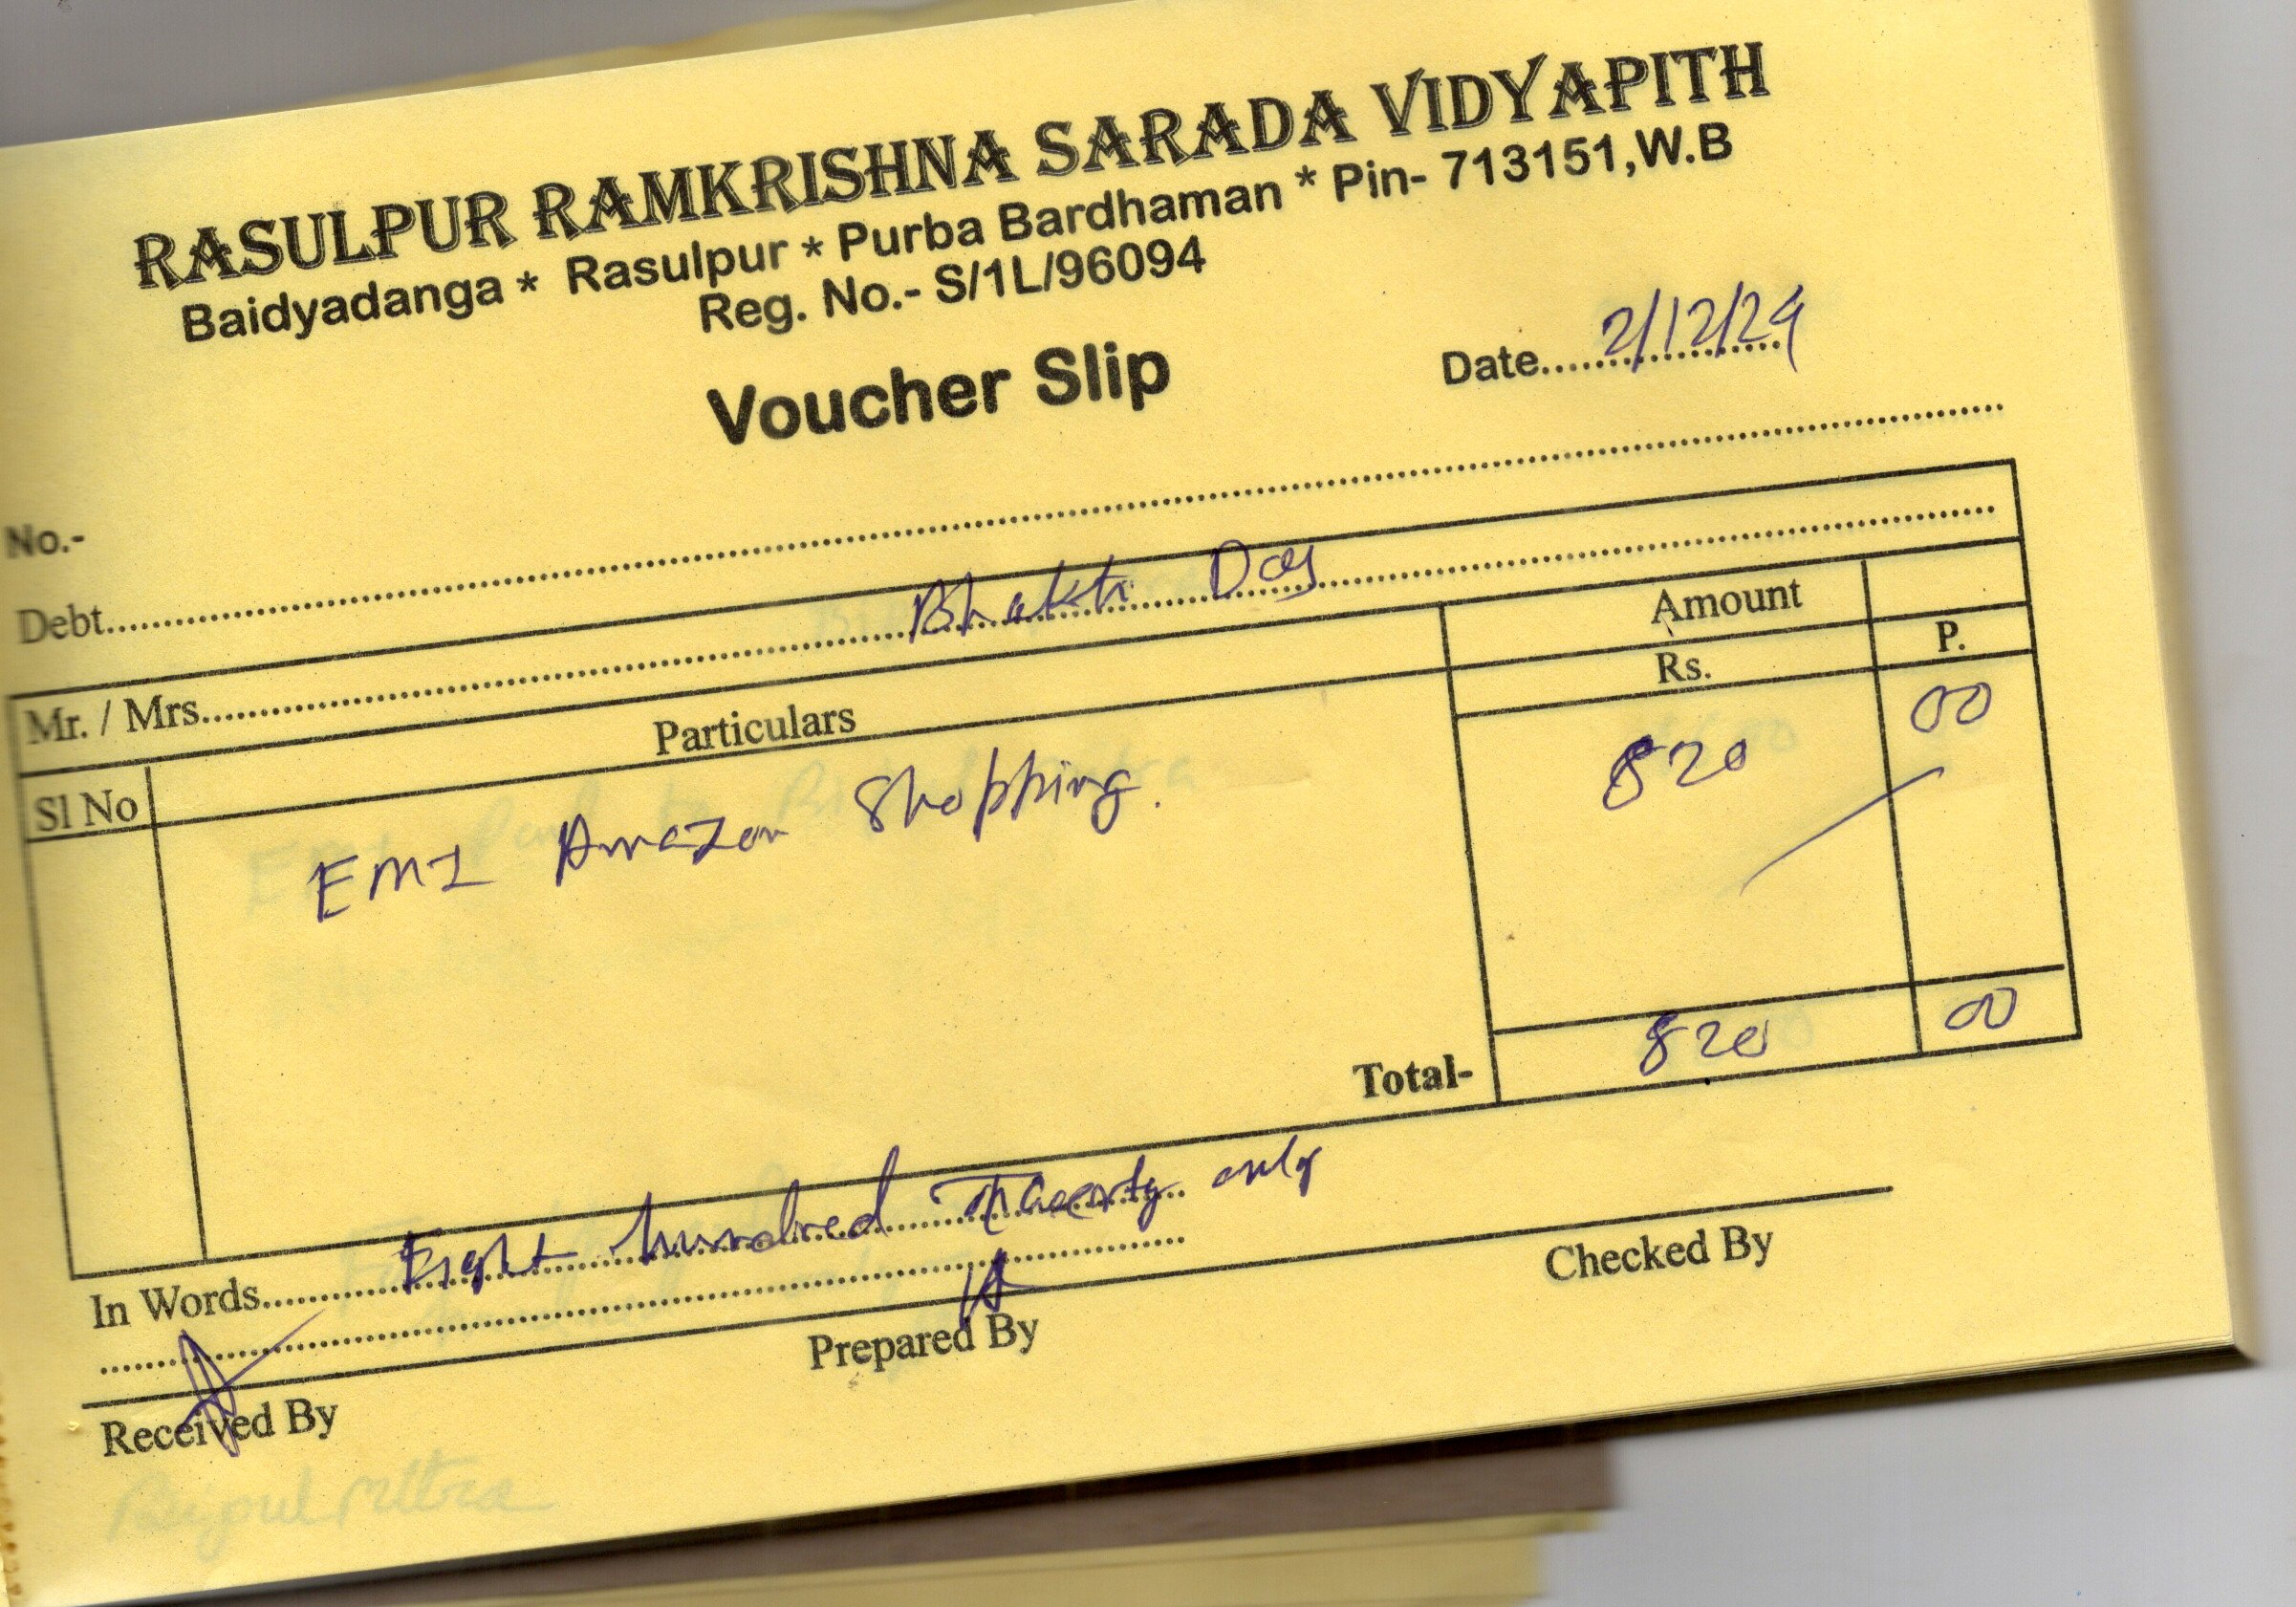 RASULPUR RAMKRISHNA SARADA VIDYAPITH
Baidyadanga * Rasulpur * Purba Bardhaman * Pin- 713151,W.B
Reg. No.- S/1L/96094
Voucher Slip
Date 2/12/24
No.-
Debt
Mr. / Mrs. Bhakti Das
Sl No Particulars Amount
Rs. P.
EMI Amazon Shopping. 820 00
Total- 820 00
In Words Eight hundred Twenty only
Received By Prepared By Checked By